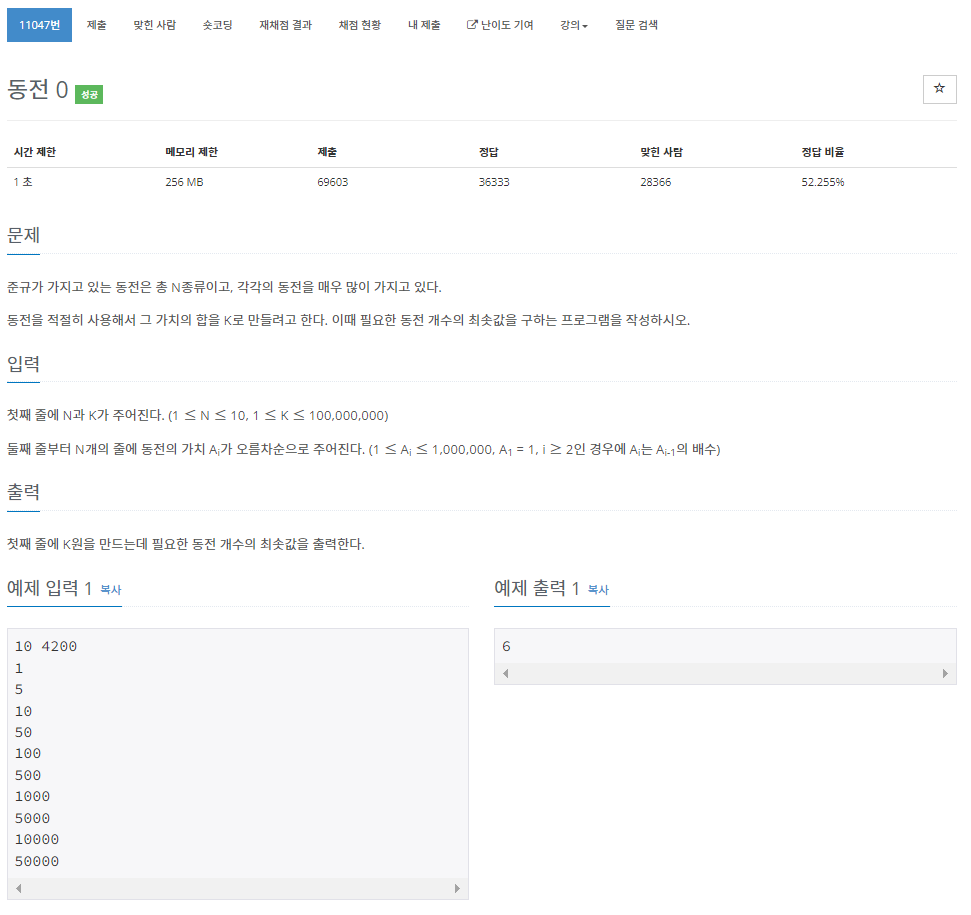 11047번 제출 맞힌 사람 숏코딩 재채점 결과 채점 현황 내 제출 난이도 기여 강의 질문 검색
동전 0 성공
시간 제한 메모리 제한 제출 정답 맞힌 사람 정답 비율
1 초 256 MB 69603 36333 28366 52.255%
문제
준규가 가지고 있는 동전은 총 N종류이고, 각각의 동전을 매우 많이 가지고 있다.
동전을 적절히 사용해서 그 가치의 합을 K로 만들려고 한다. 이때 필요한 동전 개수의 최솟값을 구하는 프로그램을 작성하시오.
입력
첫째 줄에 N과 K가 주어진다. (1 ≤ N ≤ 10, 1 ≤ K ≤ 100,000,000)
둘째 줄부터 N개의 줄에 동전의 가치 Ai가 오름차순으로 주어진다. (1 ≤ Ai ≤ 1,000,000, A1 = 1, i ≥ 2인 경우에 Ai는 Ai-1의 배수)
출력
첫째 줄에 K원을 만드는데 필요한 동전 개수의 최솟값을 출력한다.
예제 입력 1 복사
10 4200
1
5
10
50
100
500
1000
5000
10000
50000
예제 출력 1 복사
6